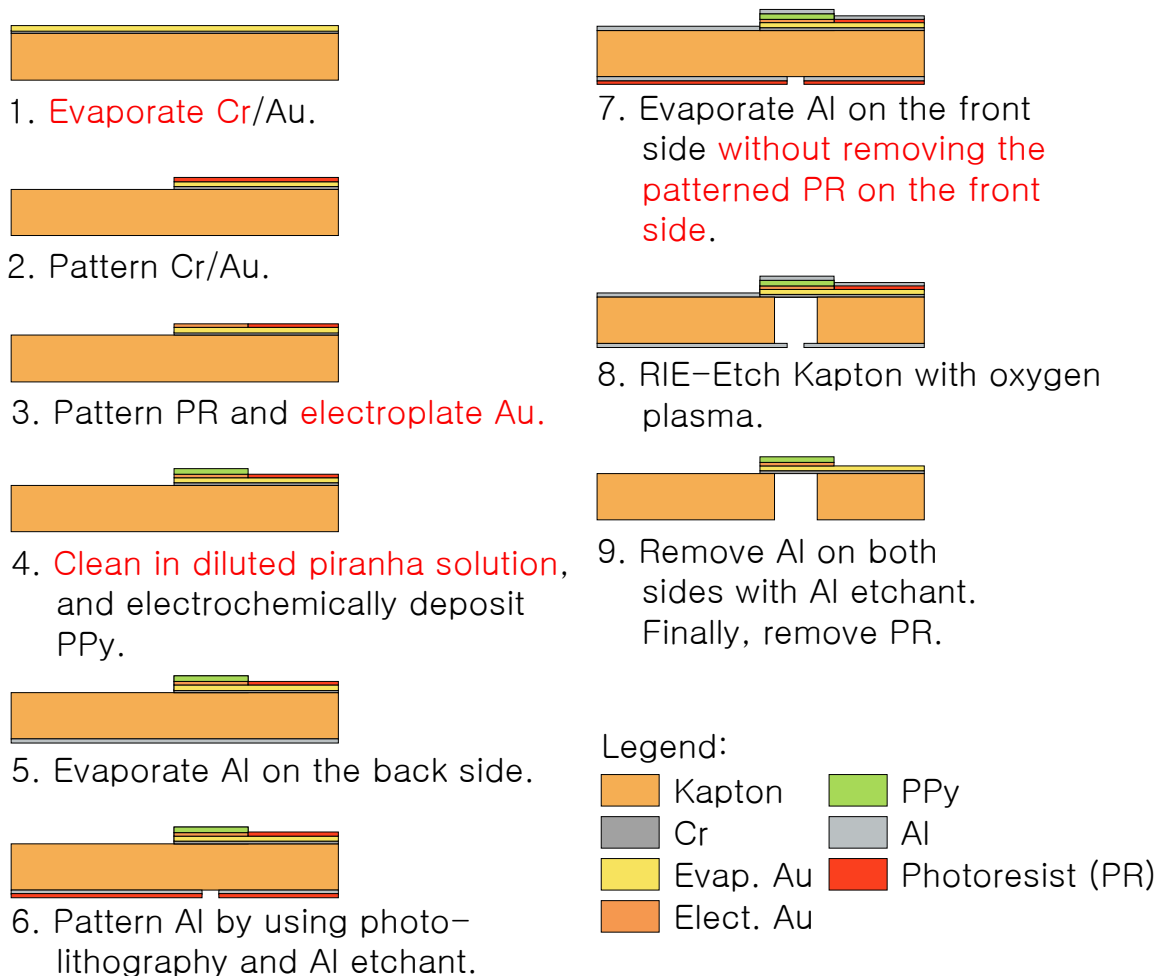 1. Evaporate Cr/Au.
2. Pattern Cr/Au.
3. Pattern PR and electroplate Au.
4. Clean in diluted piranha solution,
and electrochemically deposit
PPy.
5. Evaporate Al on the back side.
6. Pattern Al by using photo-
lithography and Al etchant.
7. Evaporate Al on the front
side without removing the
patterned PR on the front
side.
8. RIE-Etch Kapton with oxygen
plasma.
9. Remove Al on both
sides with Al etchant.
Finally, remove PR.
Legend:
Kapton
PPy
Cr
Al
Evap. Au
Photoresist (PR)
Elect. Au